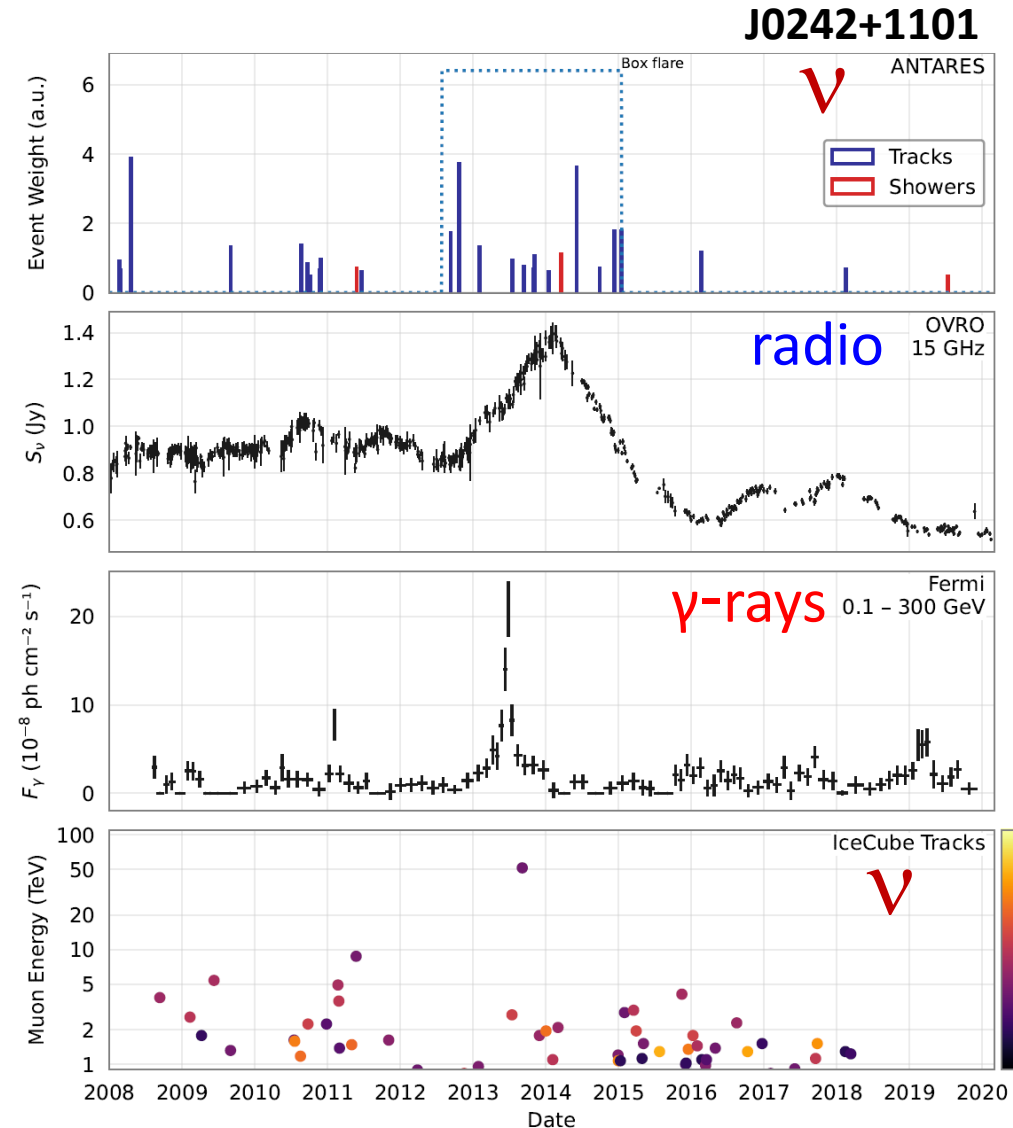 J0242+1101
Event Weight (a.u.)
6
4
2
0
Box flare
ν
ANTARES
Tracks
Showers
Sν (Jy)
1.4
1.2
1.0
0.8
0.6
radio
OVRO
15 GHz
Fγ (10⁻⁸ ph cm⁻² s⁻¹)
20
10
0
γ-rays
Fermi
0.1 – 300 GeV
Muon Energy (TeV)
100
50
20
10
5
2
1
IceCube Tracks
ν
2008 2009 2010 2011 2012 2013 2014 2015 2016 2017 2018 2019 2020
Date